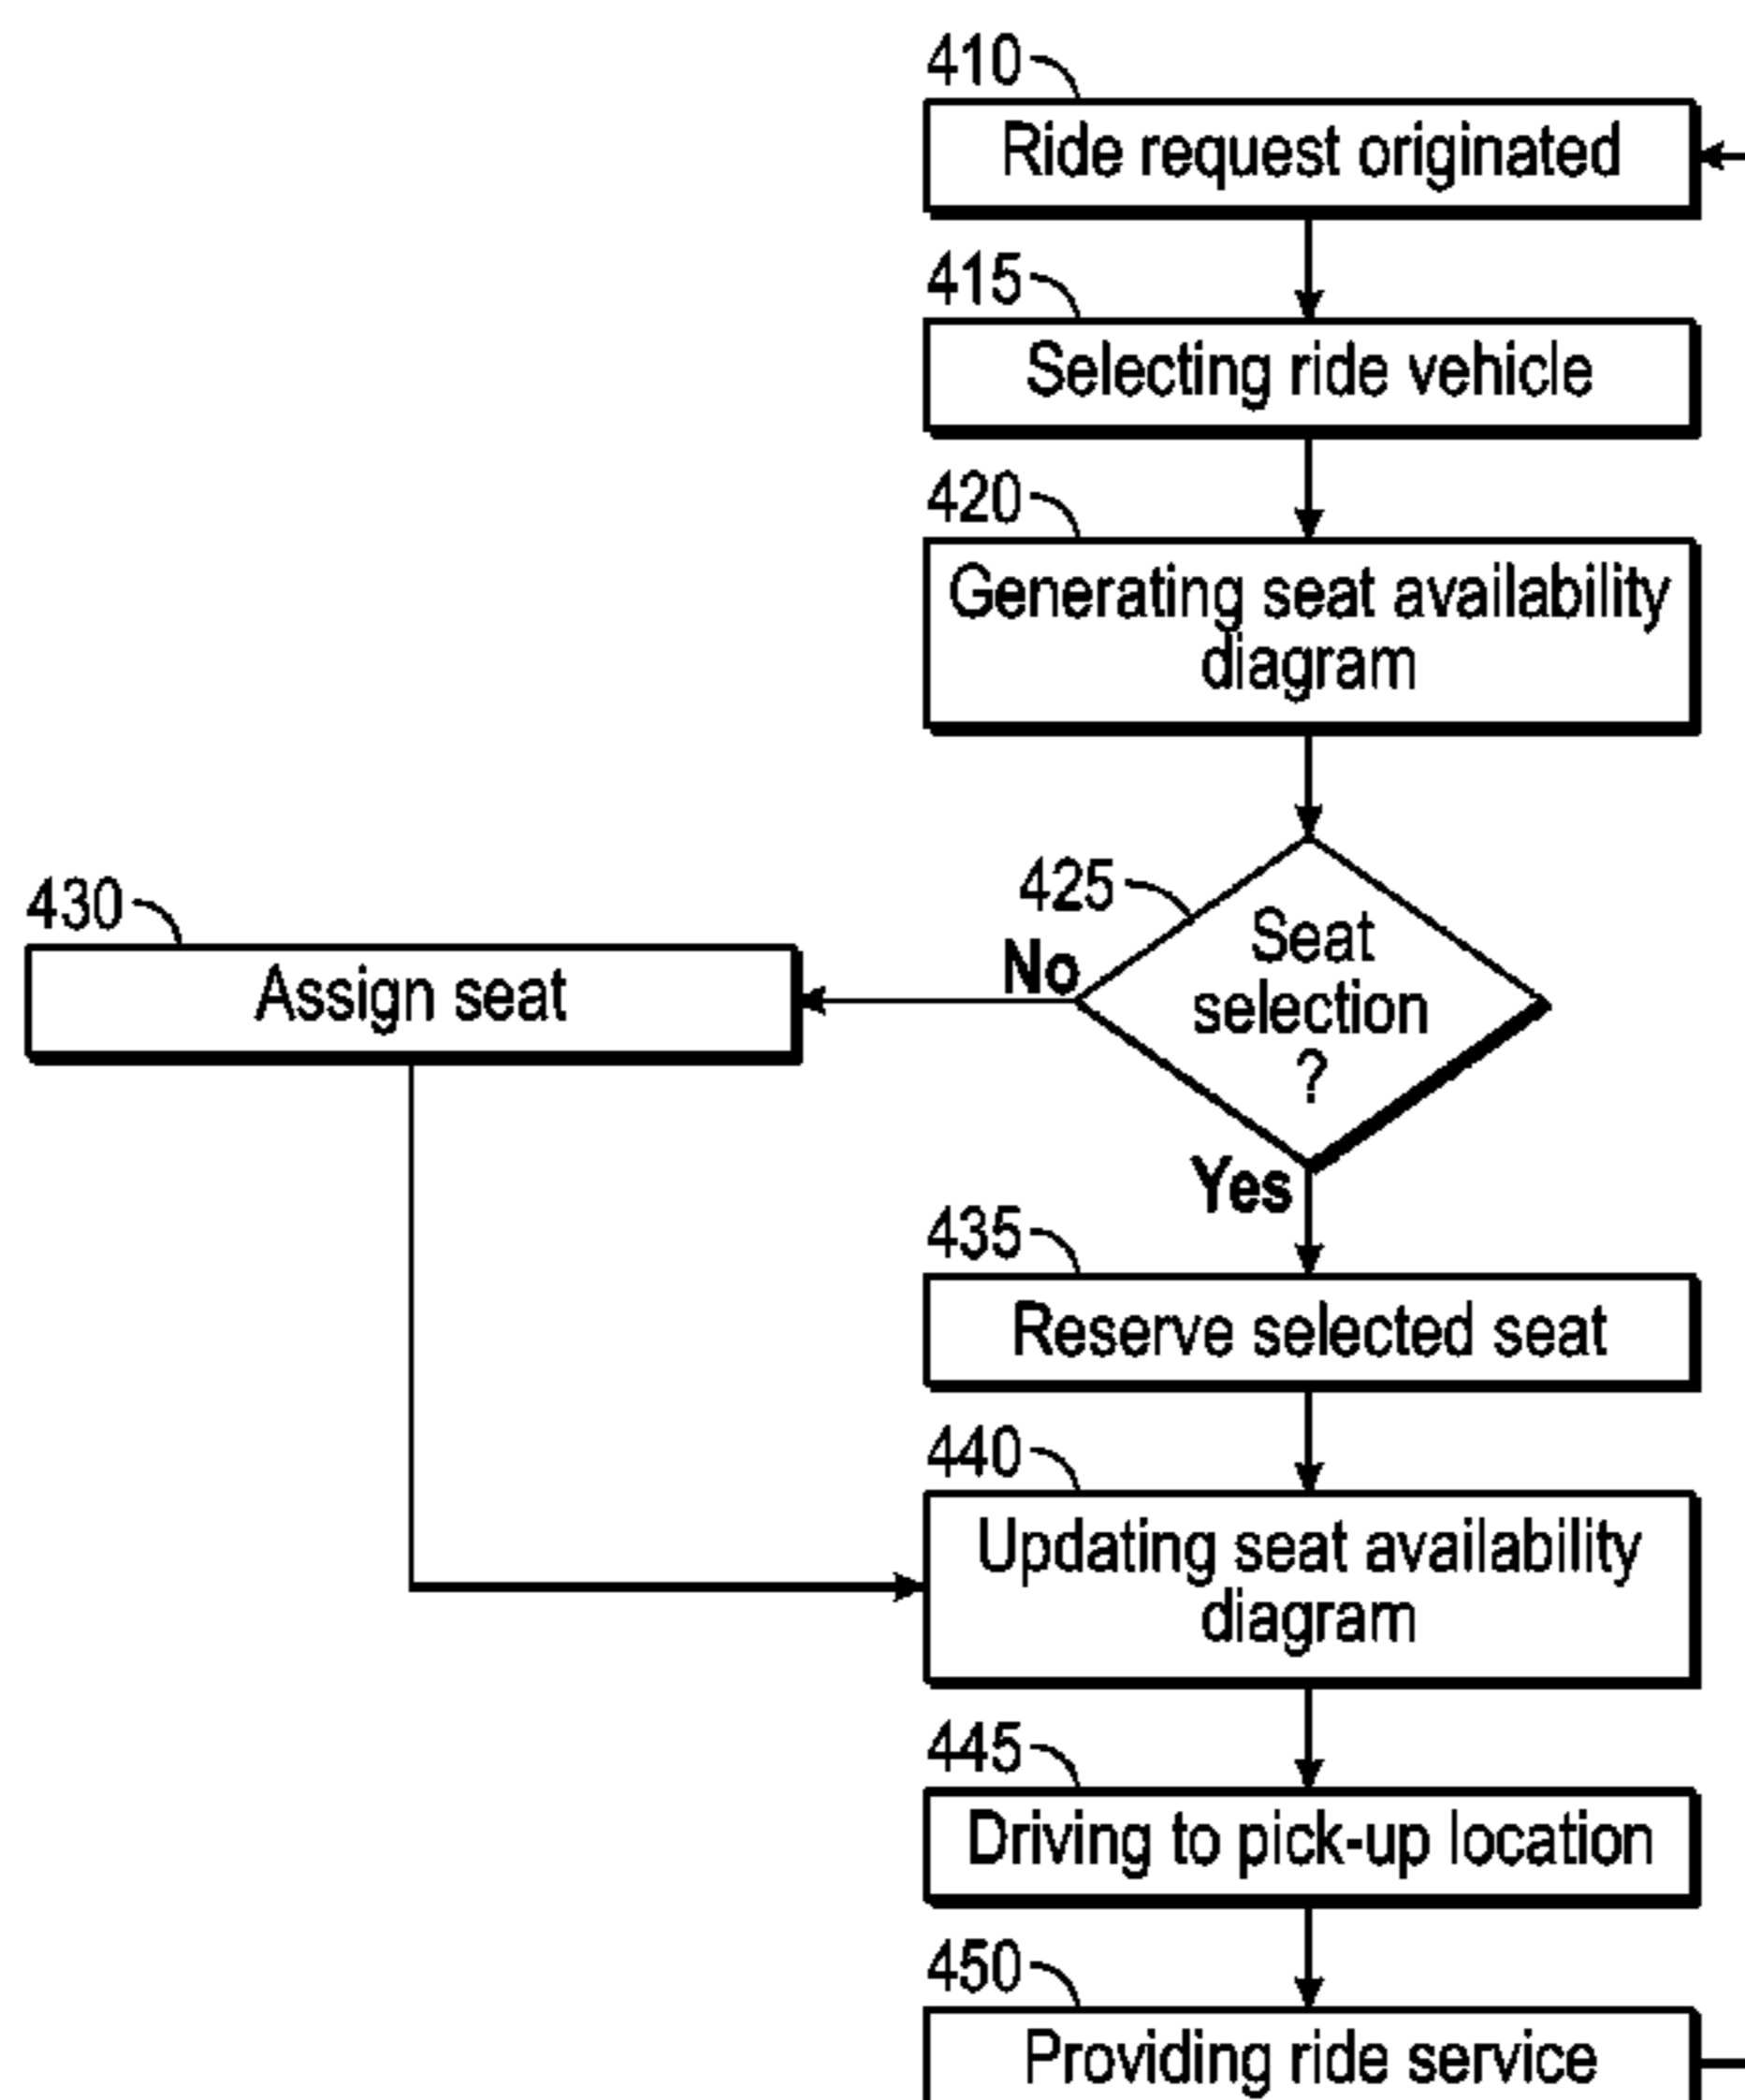 410
Ride request originated
415
Selecting ride vehicle
420
Generating seat availability
diagram
425
Seat
selection
?
No
430
Assign seat
Yes
435
Reserve selected seat
440
Updating seat availability
diagram
445
Driving to pick-up location
450
Providing ride service